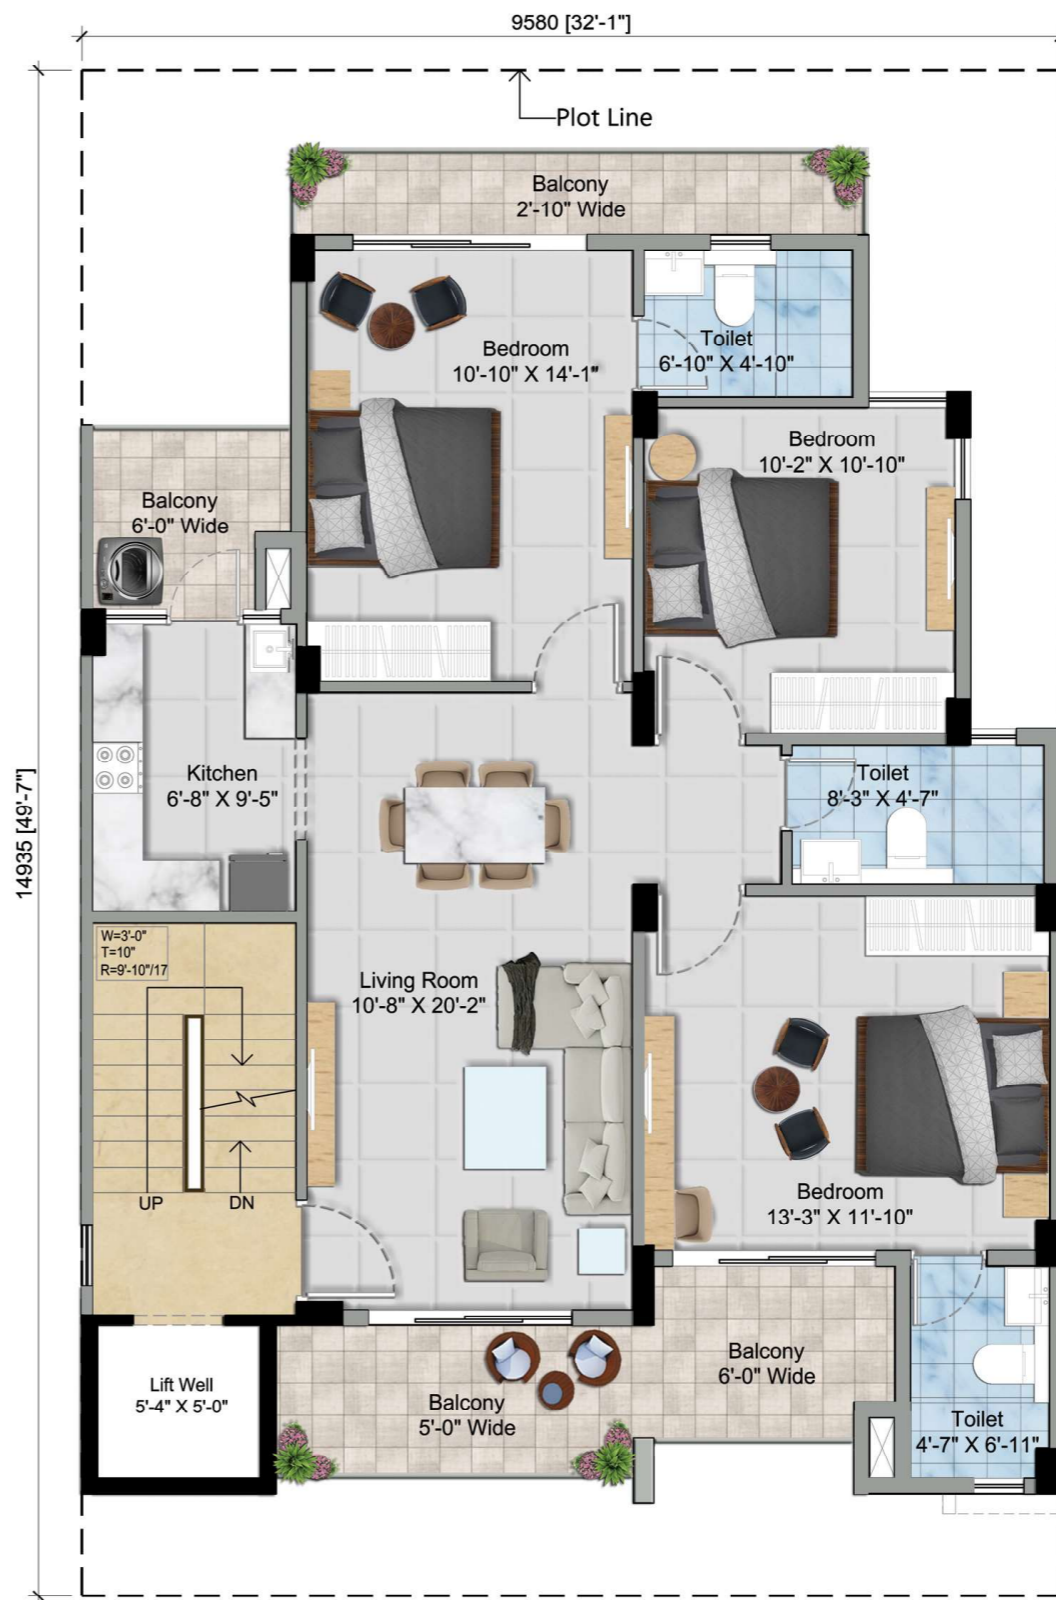 9580 [32'-1"]
Plot Line
Balcony
2'-10" Wide
Bedroom
10'-10" X 14'-1"
Toilet
6'-10" X 4'-10"
Bedroom
10'-2" X 10'-10"
Balcony
6'-0" Wide
14935 [49'-7"]
Kitchen
6'-8" X 9'-5"
Toilet
8'-3" X 4'-7"
W=3'-0"
T=10"
R=9'-10"/17
Living Room
10'-8" X 20'-2"
UP
DN
Bedroom
13'-3" X 11'-10"
Lift Well
5'-4" X 5'-0"
Balcony
5'-0" Wide
Balcony
6'-0" Wide
Toilet
4'-7" X 6'-11"